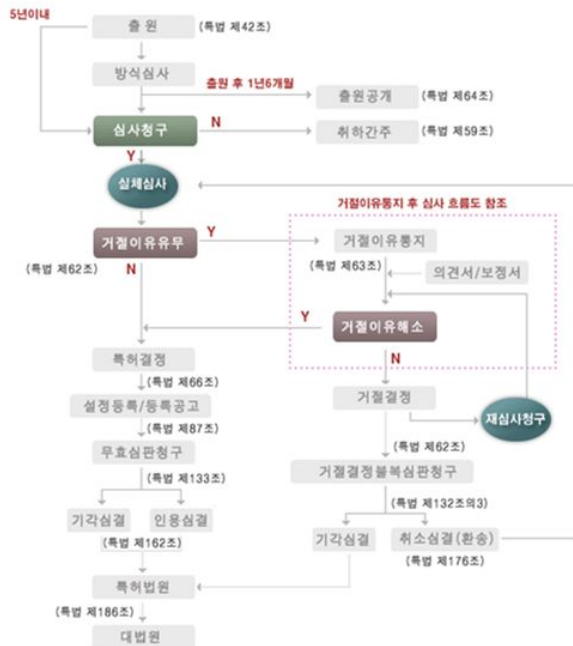 5년이내
출 원
(특법 제42조)
방식심사
출원 후 1년6개월
출원공개
(특법 제64조)
심사청구
N
취하간주
(특법 제59조)
Y
실체심사
거절이유통지 후 심사 흐름도 참조
거절이유유무
Y
거절이유통지
(특법 제62조)
N
(특법 제63조)
의견서/보정서
Y
거절이유해소
N
특허결정
(특법 제66조)
거절결정
설정등록/등록공고
재심사청구
(특법 제87조)
(특법 제62조)
무효심판청구
거절결정불복심판청구
(특법 제133조)
(특법 제132조의3)
기각심결
인용심결
기각심결
취소심결(환송)
(특법 제162조)
(특법 제176조)
특허법원
(특법 제186조)
대법원